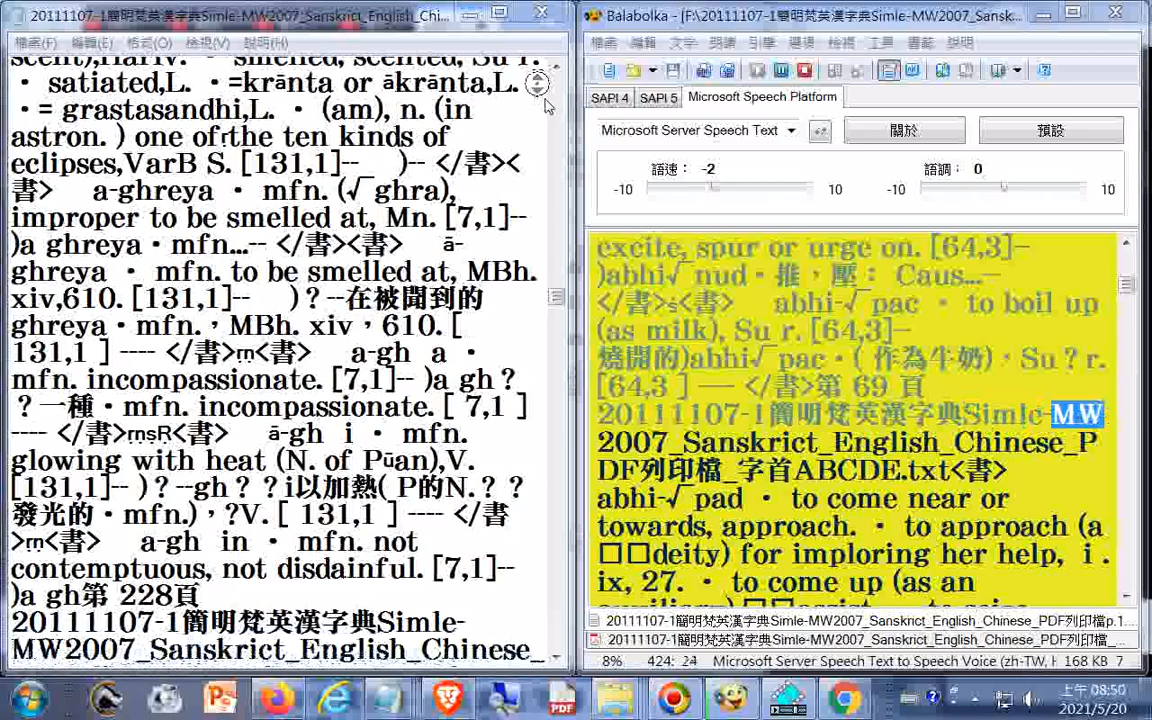 20111107-1簡明梵英漢字典Simle-MW2007_Sanskrict_English_Chi...
檔案(F) 編輯(E) 格式(O) 檢視(V) 說明(H)
satiated,L. • =krānta or ākrānta,L.
• = grastasandhi,L. • (am), n. (in
astron. ) one of the ten kinds of
eclipses,VarB S. [131,1]-- )-- </書><
書> a-ghreya • mfn. (√ ghra),
improper to be smelled at, Mn. [7,1]--
)a ghreya•mfn...-- </書><書> ā-
ghreya • mfn. to be smelled at, MBh.
xiv,610. [131,1]-- )？--在被聞到的
ghreya•mfn.，MBh. xiv，610. [
131,1 ] ---- </書>ṛn<書> a-gh a •
mfn. incompassionate. [7,1]-- )a gh？
？一種•mfn. incompassionate. [ 7,1 ]
---- </書>ṛṇsR<書> ā-gh i • mfn.
glowing with heat (N. of Pūan),V.
[131,1]-- )？--gh？？i以加熱( P的N.？？
發光的•mfn.)，?V. [ 131,1 ] ---- </書
>ṛn<書> a-gh in • mfn. not
contemptuous, not disdainful. [7,1]--
)a gh第 228頁
20111107-1簡明梵英漢字典Simle-
MW2007_Sanskrict_English_Chinese_
Balabolka - [F:\20111107-1簡明梵英漢字典Simle-MW2007_Sansk...
檔案 編輯 文字 朗讀 引擎 選項 檢視 工具 書籤 說明
SAPI 4 SAPI 5 Microsoft Speech Platform
Microsoft Server Speech Text 關於 預設
語速： -2 語調： 0
-10 10 -10 10
excite, spur or urge on. [64,3]--
)abhi√ nud•推，壓： Caus...--
</書>s<書> abhi-√ pac • to boil up
(as milk), Su r. [64,3]--
燒開的)abhi√ pac•( 作為牛奶)，Su？r.
[64,3 ] ---- </書>第 69 頁
20111107-1簡明梵英漢字典Simle-MW
2007_Sanskrict_English_Chinese_P
DF列印檔_字首ABCDE.txt<書>
abhi-√ pad • to come near or
towards, approach. • to approach (a
□□deity) for imploring her help, i .
ix, 27. • to come up (as an
20111107-1簡明梵英漢字典Simle-MW2007_Sanskrict_English_Chinese_PDF列印檔p.1...
20111107-1簡明梵英漢字典Simle-MW2007_Sanskrict_English_Chinese_PDF列印檔_...
8% 424: 24 Microsoft Server Speech Text to Speech Voice (zh-TW, H 168 KB 7
上午 08:50
2021/5/20